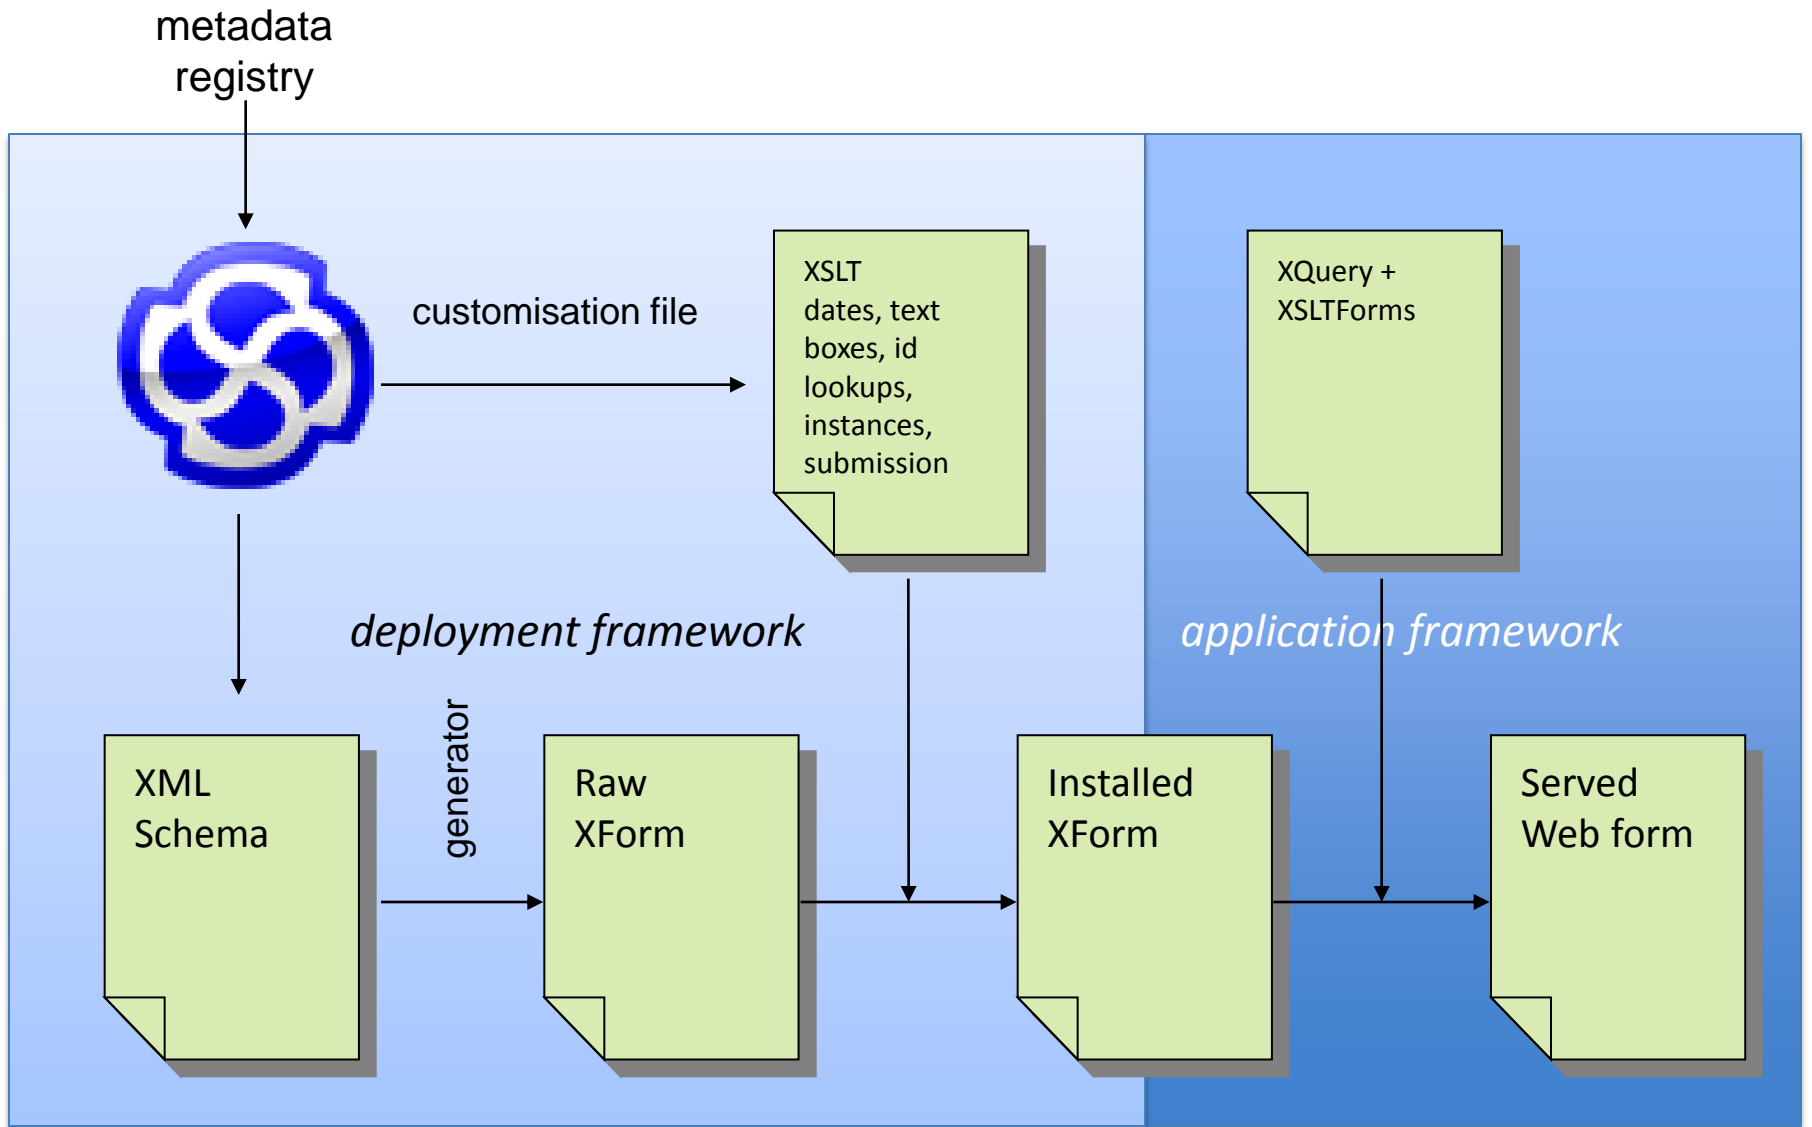 metadata
registry
customisation file
XSLT
dates, text
boxes, id
lookups,
instances,
submission
XQuery +
XSLTForms
deployment framework
application framework
generator
XML
Schema
Raw
XForm
Installed
XForm
Served
Web form